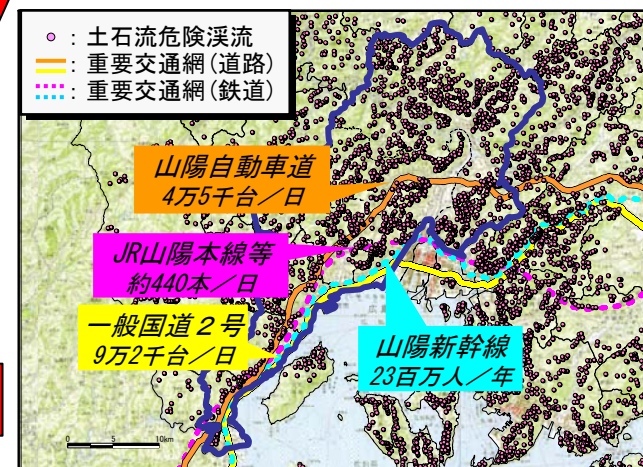 ：土石流危険渓流
：重要交通網(道路)
：重要交通網(鉄道)
山陽自動車道
4万5千台／日
JR山陽本線等
約440本／日
一般国道２号
9万2千台／日
山陽新幹線
23百万人／年
0 5 10km